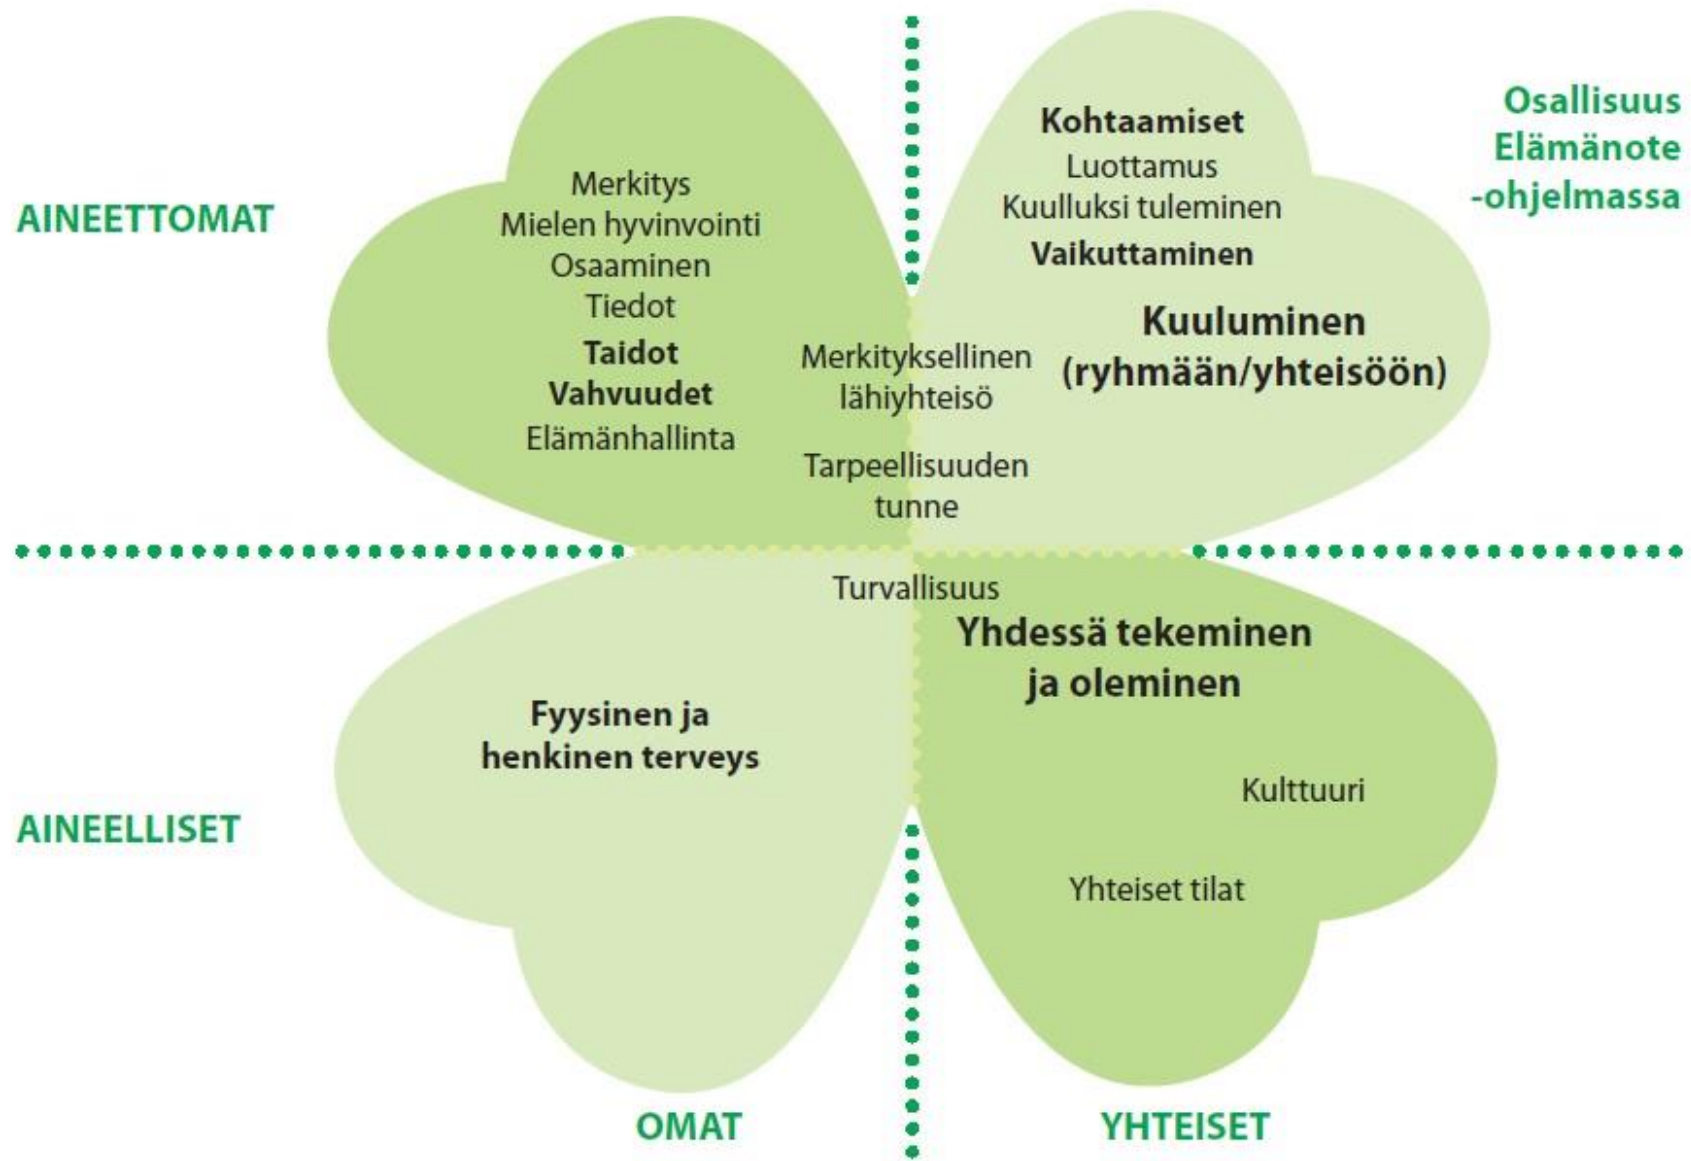 Osallisuus
Elämänote
-ohjelmassa
AINEETTOMAT
Merkitys
Mielen hyvinvointi
Osaaminen
Tiedot
Taidot
Vahvuudet
Elämänhallinta
Kohtaamiset
Luottamus
Kuulluksi tuleminen
Vaikuttaminen
Kuuluminen
(ryhmään/yhteisöön)
Merkityksellinen
lähiyhteisö
Tarpeellisuuden
tunne
AINEELLISET
Turvallisuus
Fyysinen ja
henkinen terveys
Yhdessä tekeminen
ja oleminen
Kulttuuri
Yhteiset tilat
OMAT
YHTEISET